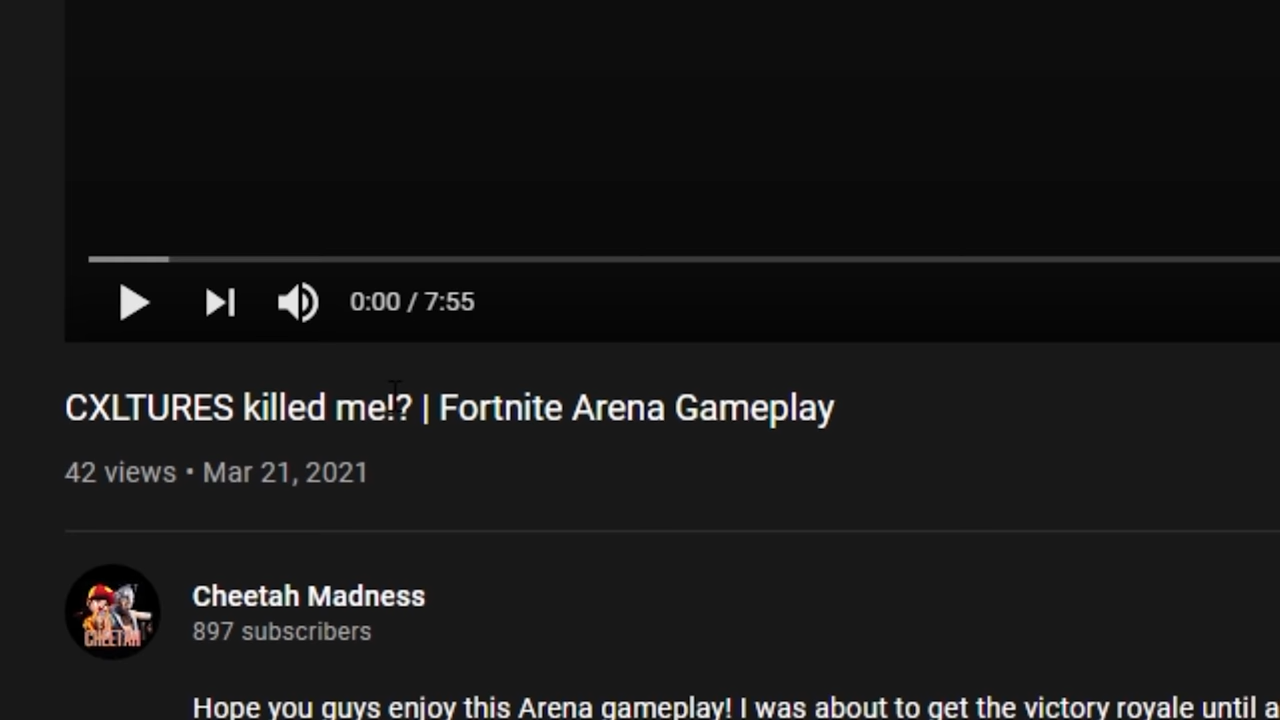 0:00 / 7:55
CXLTURES killed me!? | Fortnite Arena Gameplay
42 views • Mar 21, 2021
CHEETAH
Cheetah Madness
897 subscribers
Hope you guys enjoy this Arena gameplay! I was about to get the victory royale until a